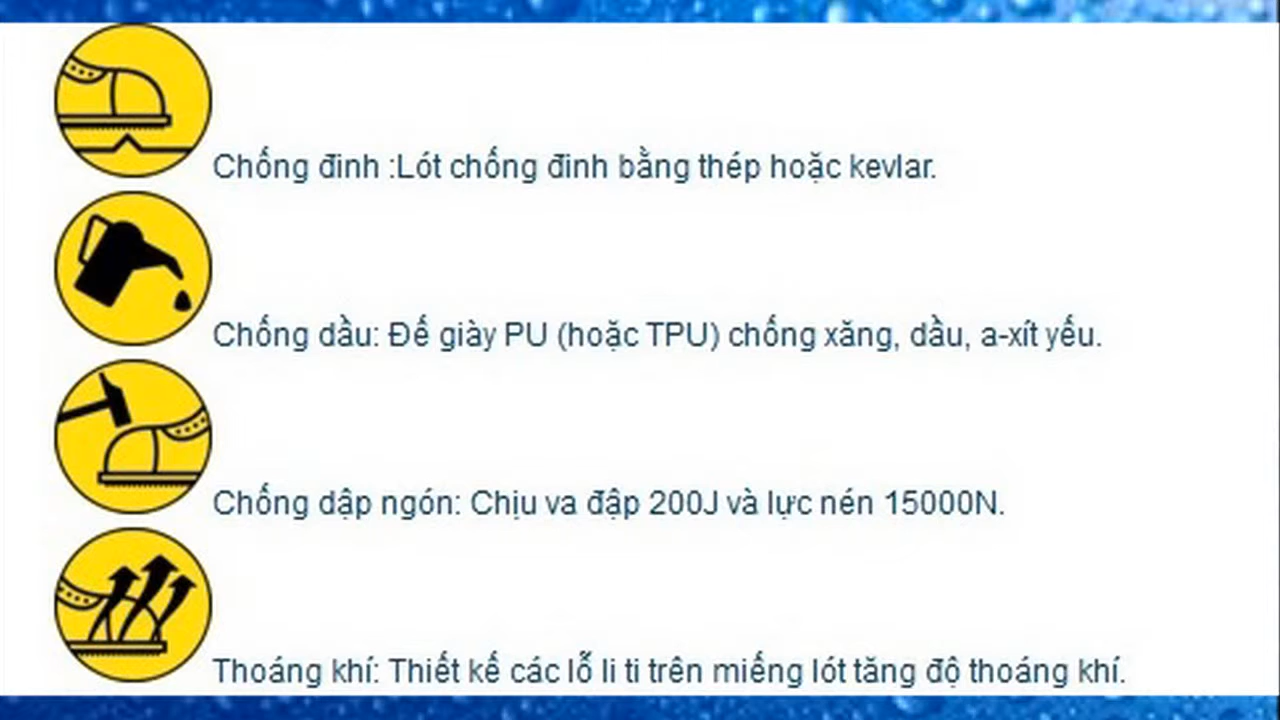 Chống đinh :Lót chống đinh bằng thép hoặc kevlar.
Chống dầu: Đế giày PU (hoặc TPU) chống xăng, dầu, a-xít yếu.
Chống dập ngón: Chịu va đập 200J và lực nén 15000N.
Thoáng khí: Thiết kế các lỗ li ti trên miếng lót tăng độ thoáng khí.